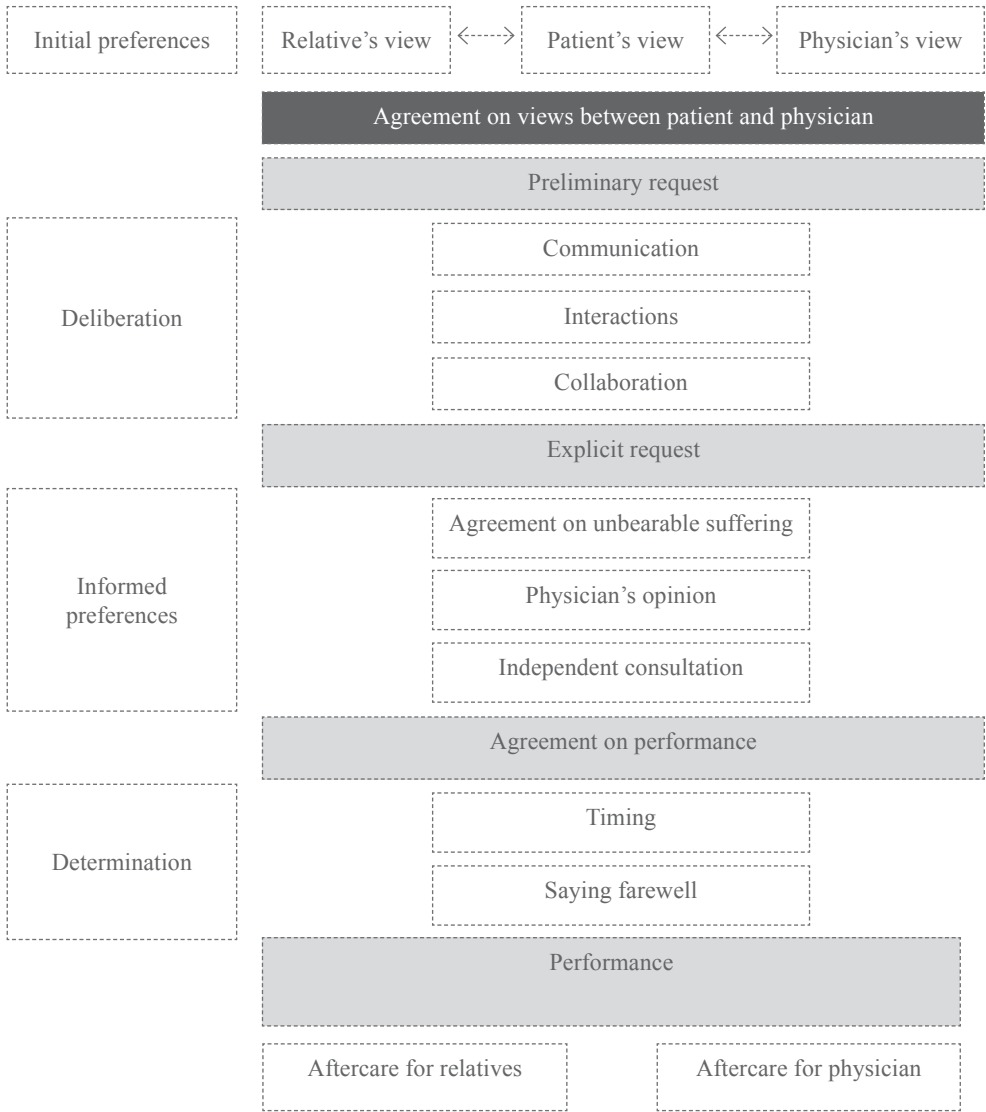 Initial preferences
Relative’s view
Patient’s view
Physician’s view
Agreement on views between patient and physician
Preliminary request
Deliberation
Communication
Interactions
Collaboration
Explicit request
Informed
preferences
Agreement on unbearable suffering
Physician’s opinion
Independent consultation
Agreement on performance
Determination
Timing
Saying farewell
Performance
Aftercare for relatives
Aftercare for physician